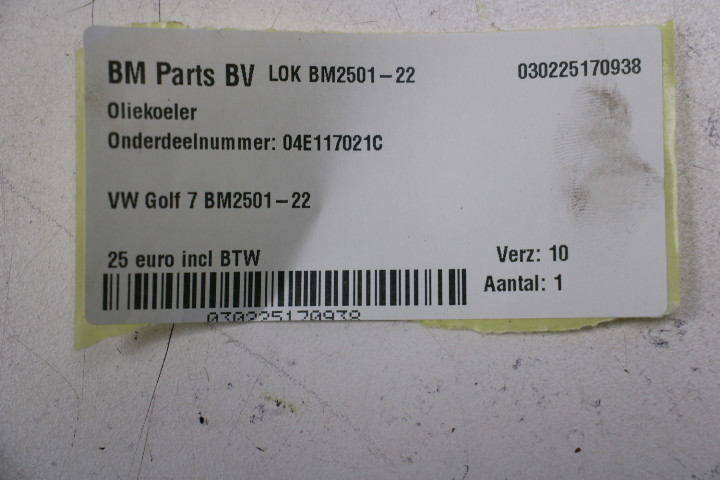 BM Parts BV LOK BM2501-22 030225170938
Oliekoeler
Onderdeelnummer: 04E117021C
VW Golf 7 BM2501-22
25 euro incl BTW Verz: 10
Aantal: 1
030225170938